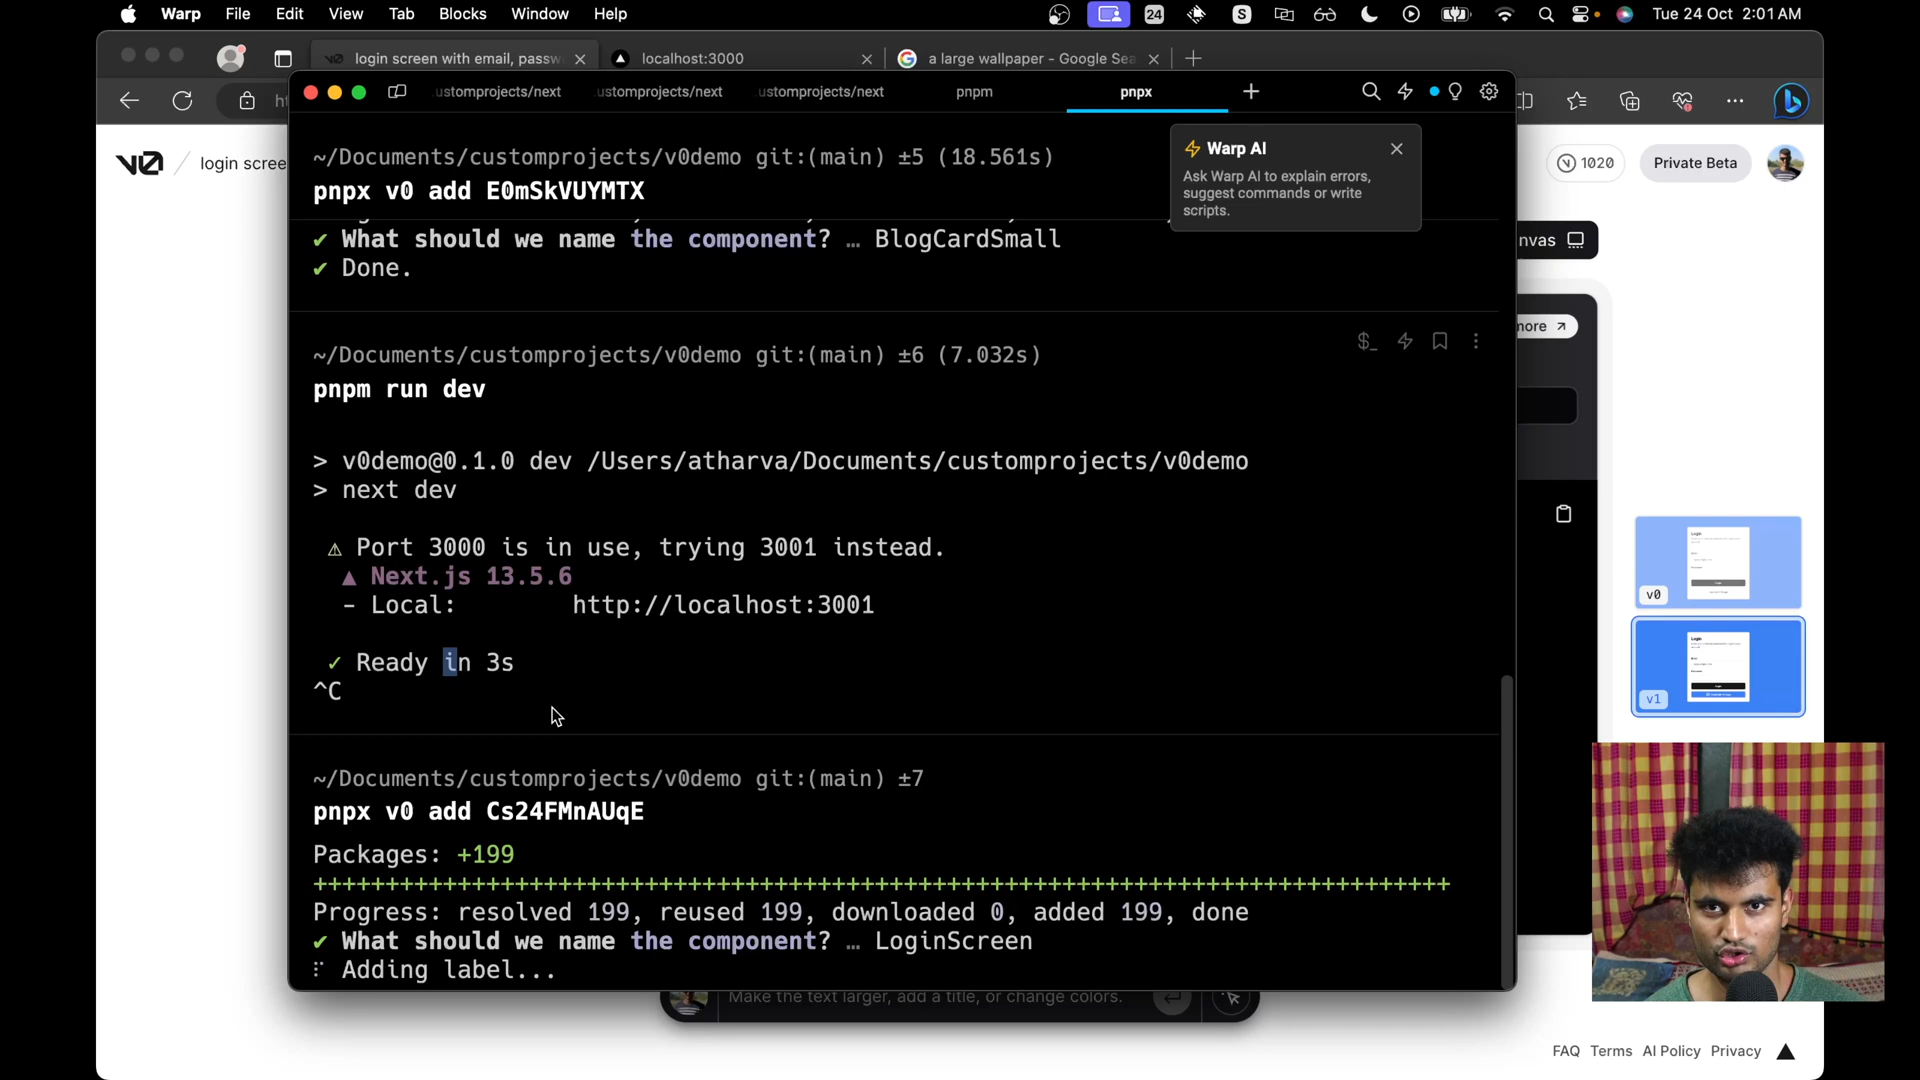 Warp File Edit View Tab Blocks Window Help
24 S Tue 24 Oct 2:01 AM
login screen with email, passw localhost:3000 a large wallpaper - Google Sea
ustomprojects/next ustomprojects/next ustomprojects/next pnpm pnpx
v0 login scree 1020 Private Beta
Warp AI
Ask Warp AI to explain errors,
suggest commands or write
scripts.
nvas
more
~/Documents/customprojects/v0demo git:(main) ±5 (18.561s)
pnpx v0 add E0mSkVUYMTX
✔ What should we name the component? … BlogCardSmall
✔ Done.
~/Documents/customprojects/v0demo git:(main) ±6 (7.032s)
pnpm run dev
> v0demo@0.1.0 dev /Users/atharva/Documents/customprojects/v0demo
> next dev
⚠ Port 3000 is in use, trying 3001 instead.
▲ Next.js 13.5.6
- Local: http://localhost:3001
✓ Ready in 3s
^C
~/Documents/customprojects/v0demo git:(main) ±7
pnpx v0 add Cs24FMnAUqE
Packages: +199
++++++++++++++++++++++++++++++++++++++++++++++++++++++++++++++++++++++++++++++
Progress: resolved 199, reused 199, downloaded 0, added 199, done
✔ What should we name the component? … LoginScreen
⠏ Adding label...
Login
v0
Login
v1
Make the text larger, add a title, or change colors.
FAQ Terms AI Policy Privacy